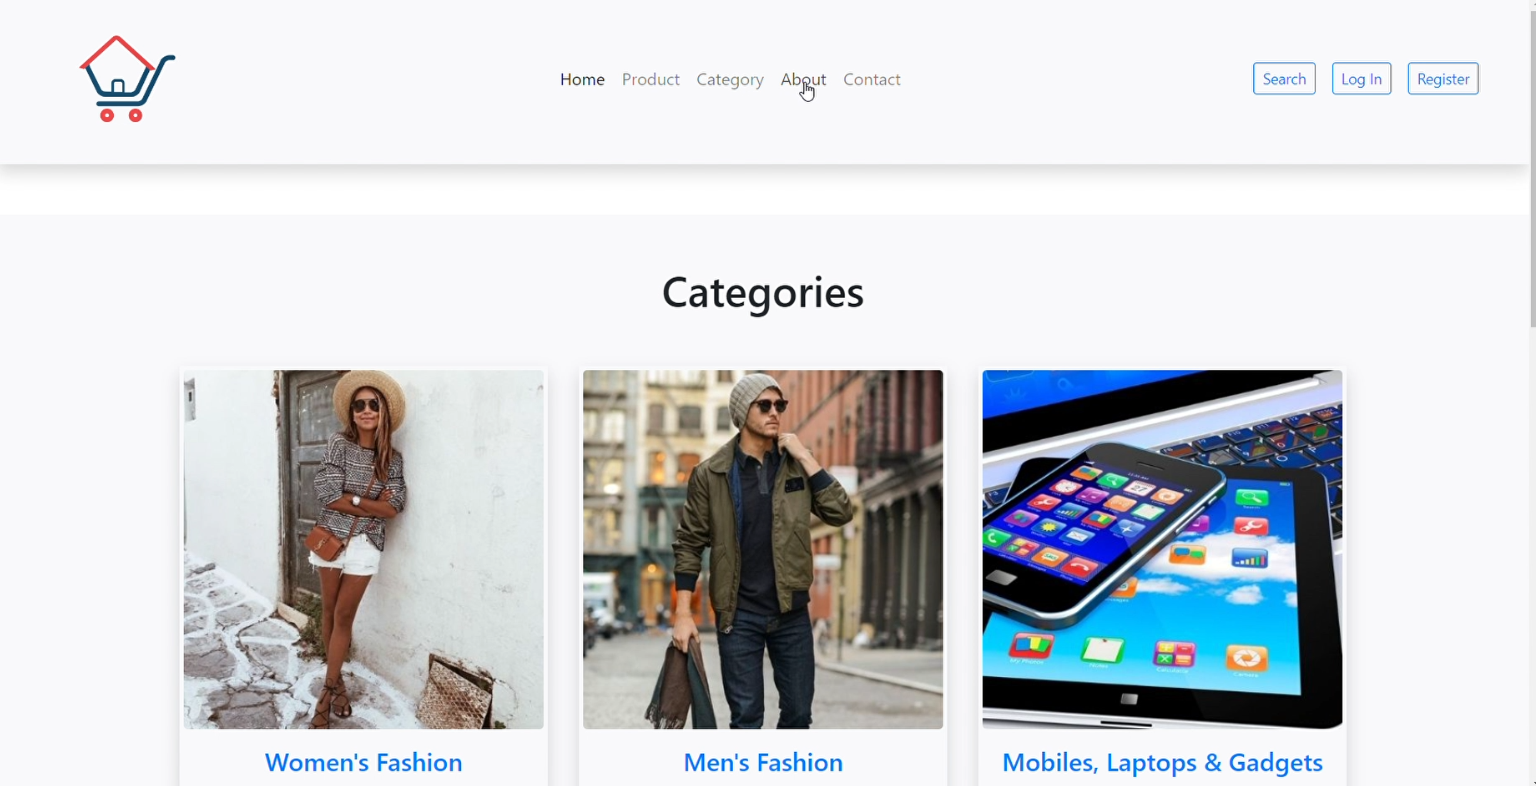 Home Product Category About Contact Search Log In Register
Categories
Women's Fashion Men's Fashion Mobiles, Laptops & Gadgets